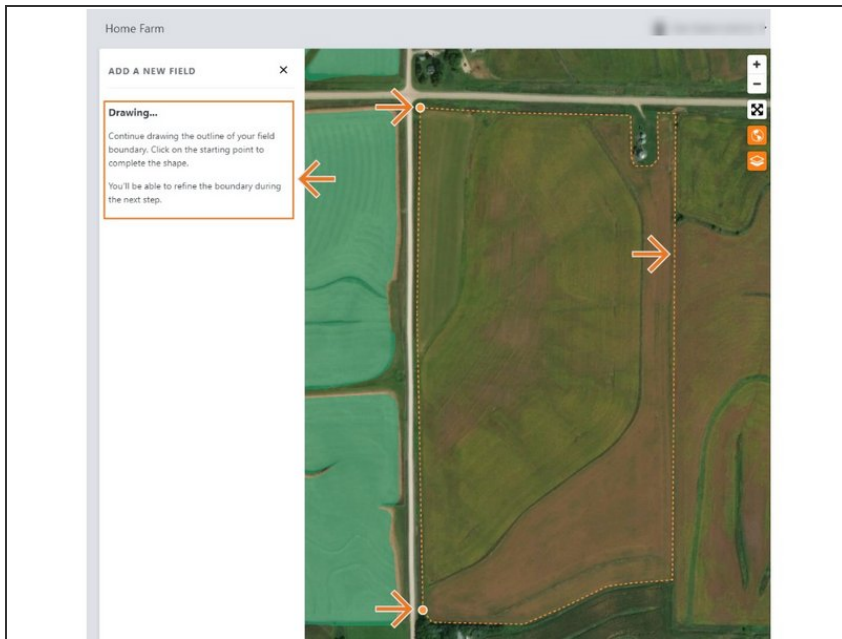 Home Farm
ADD A NEW FIELD
Drawing...
Continue drawing the outline of your field
boundary. Click on the starting point to
complete the shape.
You'll be able to refine the boundary during
the next step.